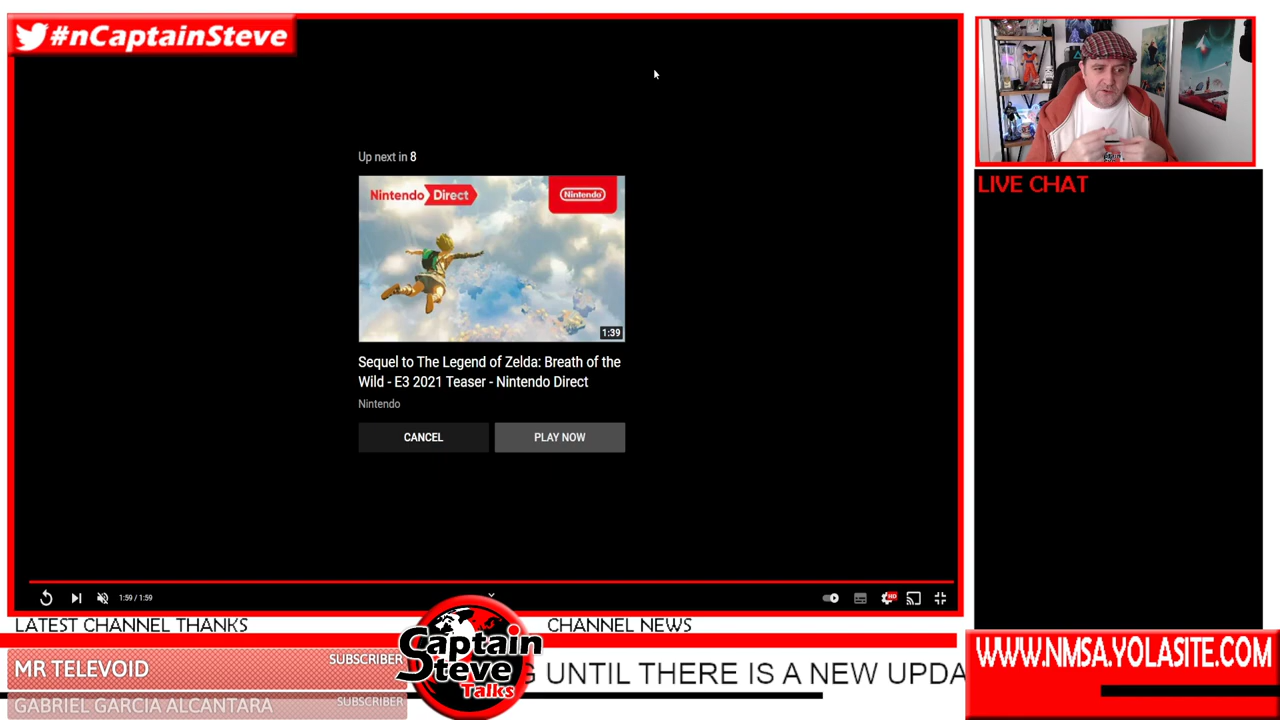 #nCaptainSteve
Up next in 8
Nintendo Direct
Nintendo
1:39
Sequel to The Legend of Zelda: Breath of the
Wild - E3 2021 Teaser - Nintendo Direct
Nintendo
CANCEL
PLAY NOW
1:59 / 1:59
HD
LIVE CHAT
LATEST CHANNEL THANKS
CHANNEL NEWS
MR TELEVOID
SUBSCRIBER
GABRIEL GARCIA ALCANTARA
SUBSCRIBER
Captain
Steve
Talks
G UNTIL THERE IS A NEW UPDA
WWW.NMSA.YOLASITE.COM